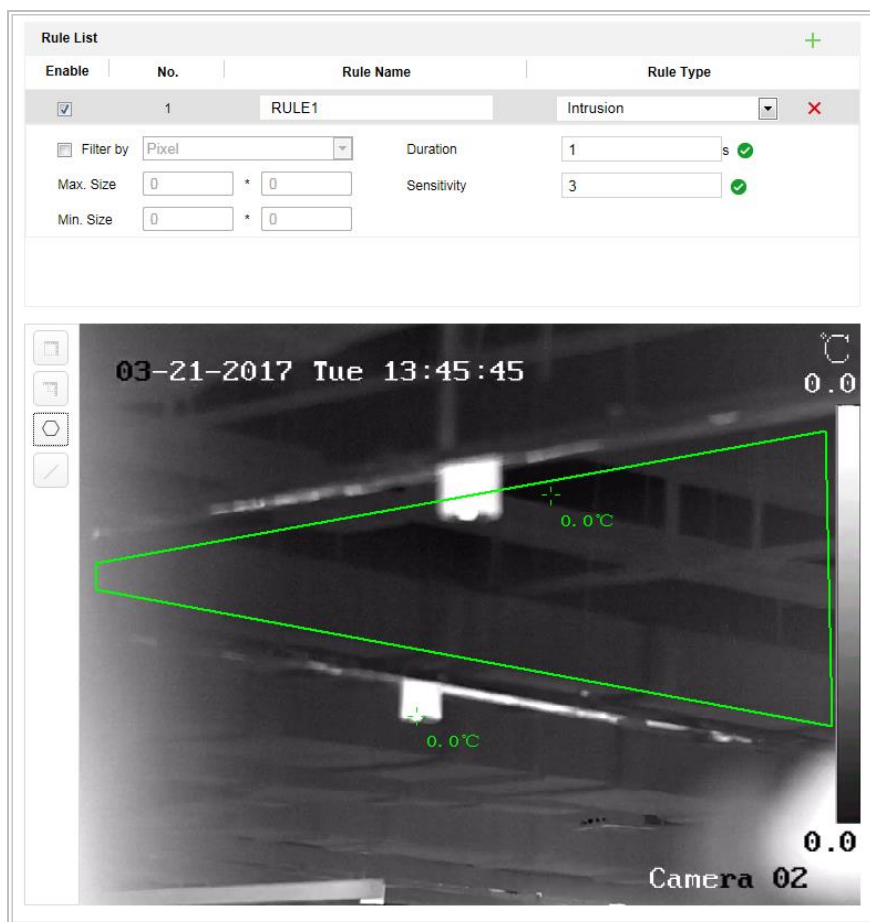 Rule List
Enable No. Rule Name Rule Type
1 RULE1 Intrusion
Filter by Pixel Duration 1 s
Max. Size 0 * 0 Sensitivity 3
Min. Size 0 * 0
℃
03-21-2017 Tue 13:45:45
0.0
0.0℃
0.0℃
0.0
Camera 02